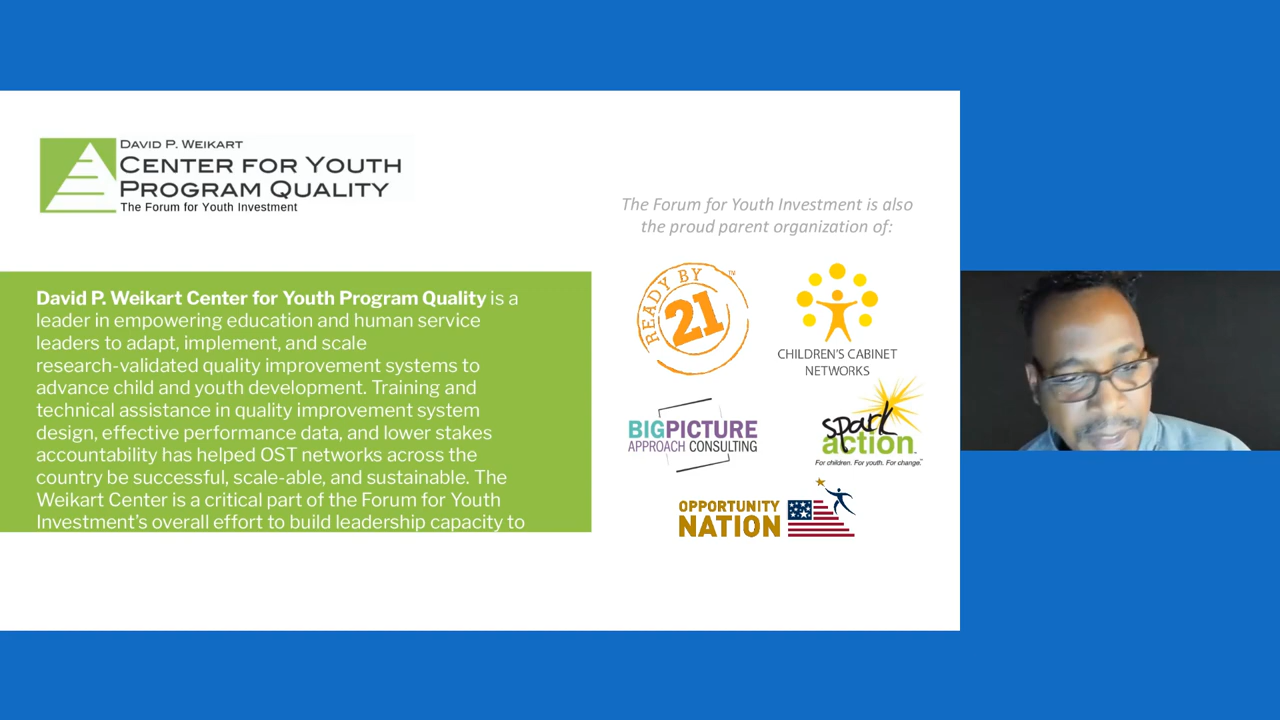 DAVID P. WEIKART
CENTER FOR YOUTH
PROGRAM QUALITY
The Forum for Youth Investment
David P. Weikart Center for Youth Program Quality is a
leader in empowering education and human service
leaders to adapt, implement, and scale
research-validated quality improvement systems to
advance child and youth development. Training and
technical assistance in quality improvement system
design, effective performance data, and lower stakes
accountability has helped OST networks across the
country be successful, scale-able, and sustainable. The
Weikart Center is a critical part of the Forum for Youth
Investment's overall effort to build leadership capacity to
The Forum for Youth Investment is also
the proud parent organization of:
READY BY
21
™
CHILDREN'S CABINET
NETWORKS
BIGPICTURE
APPROACH CONSULTING
spark
action
For children. For youth. For change.
OPPORTUNITY
NATION